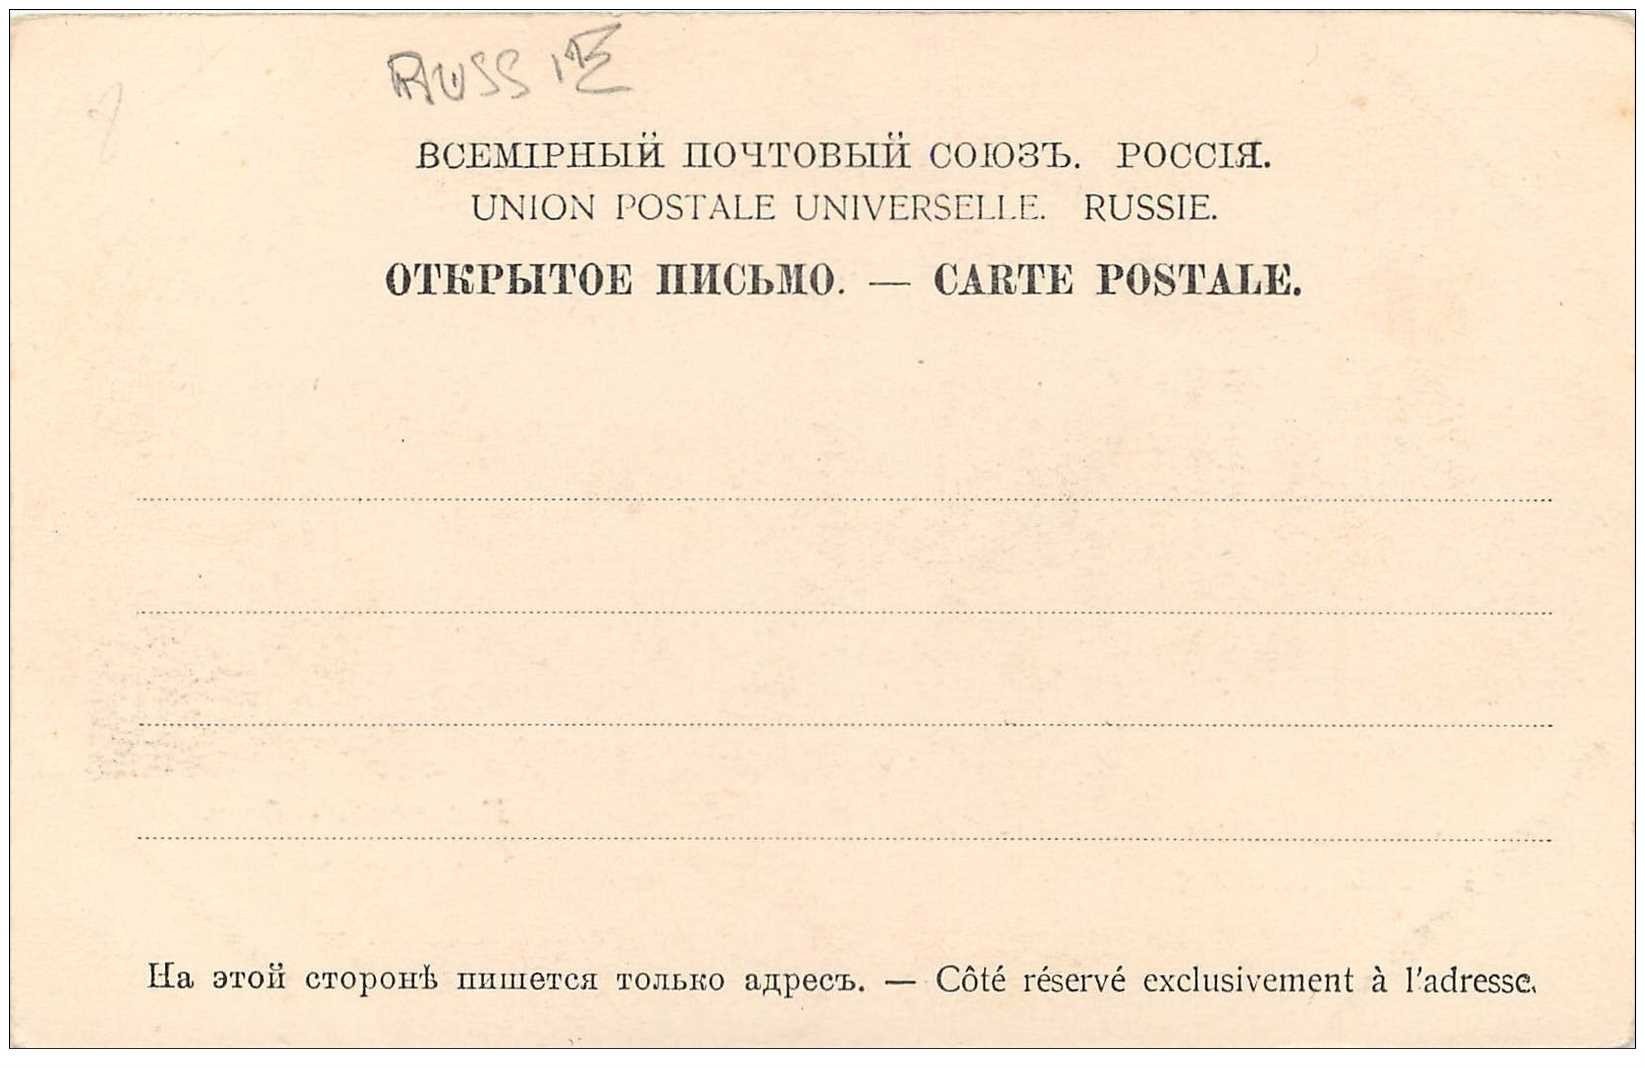 RUSSIE
ВСЕМІРНЫЙ ПОЧТОВЫЙ СОЮЗЪ. РОССІЯ.
UNION POSTALE UNIVERSELLE. RUSSIE.
ОТКРЫТОЕ ПИСЬМО. — CARTE POSTALE.
На этой сторонѣ пишется только адресъ. — Côté réservé exclusivement à l'adresse.